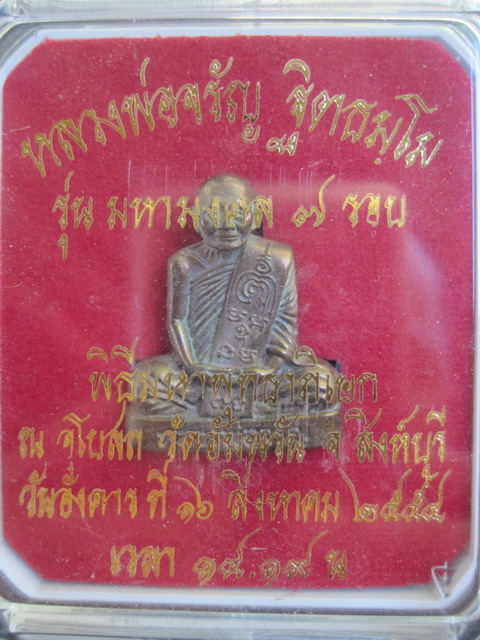 หลวงพ่อจรัญ ฐิตธมฺโม
รุ่น มหามงคล ๗ รอบ
พิธีมหาพุทธาภิเษก
ณ อุโบสถ วัดอัมพวัน จ.สิงห์บุรี
วันอังคาร ที่ ๑๖ สิงหาคม ๒๕๕๔
เวลา ๑๔.๑๙ น